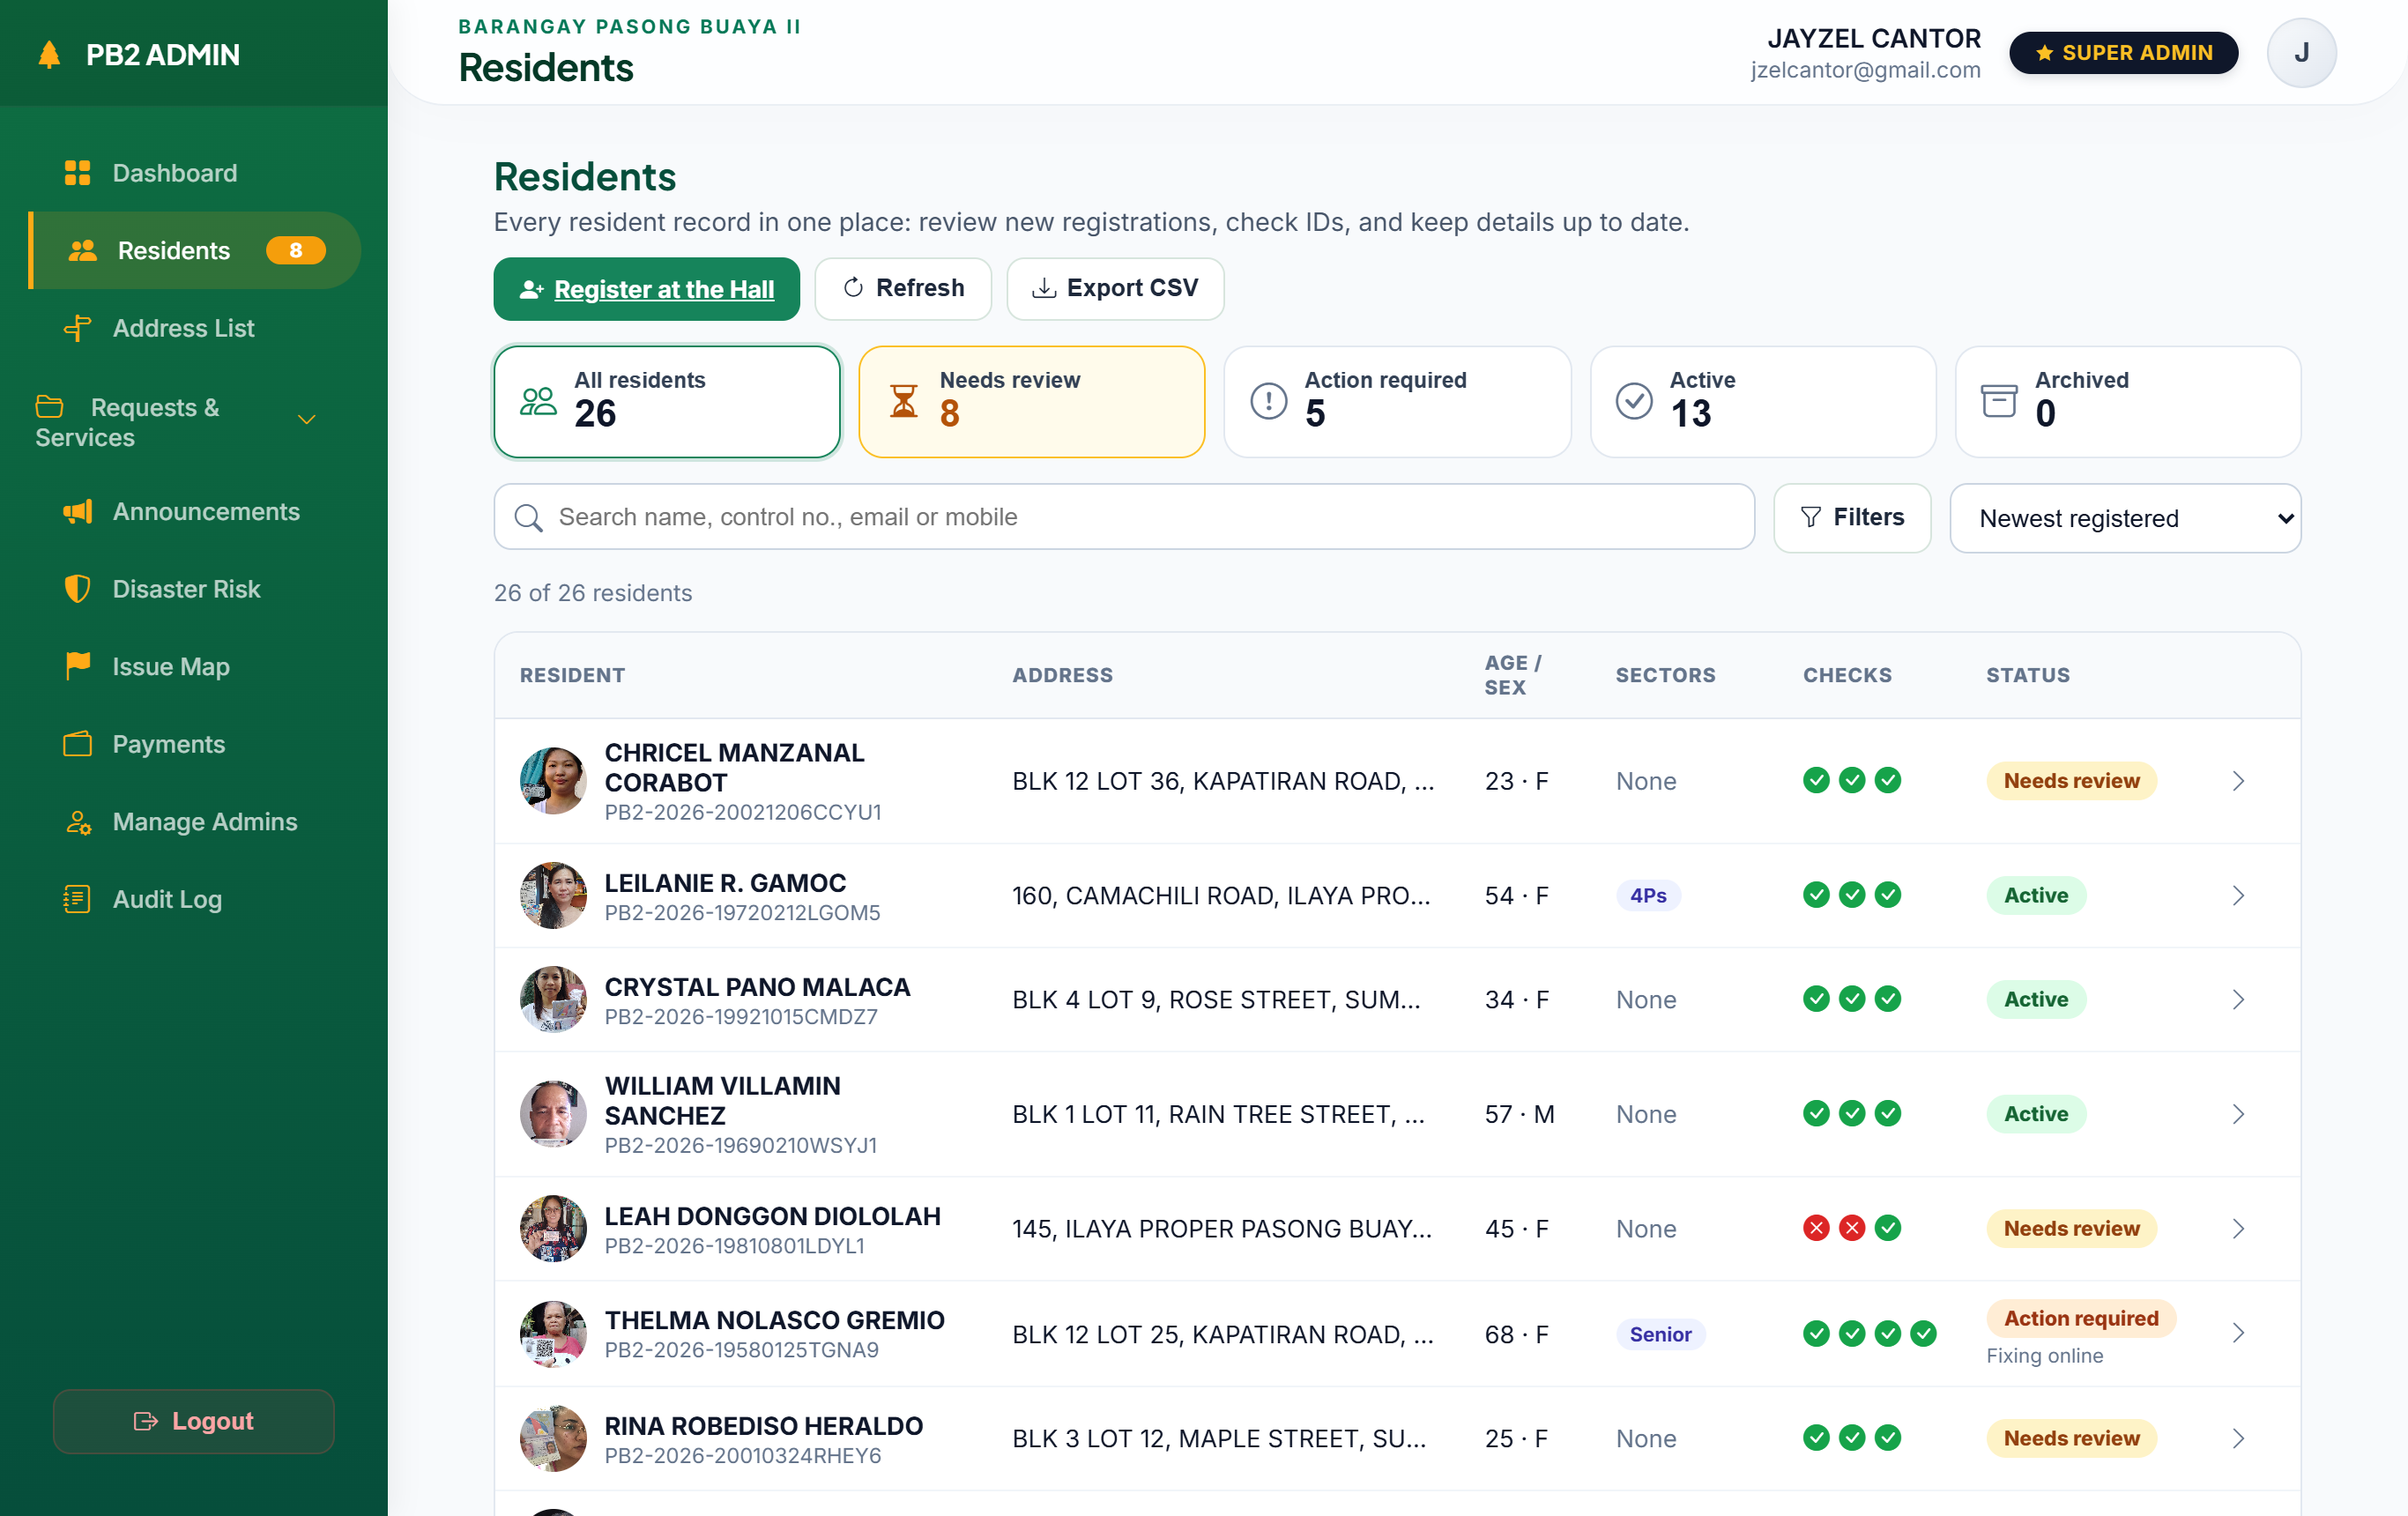 PB2 ADMIN
Dashboard
Residents 8
Address List
Requests &
Services
Announcements
Disaster Risk
Issue Map
Payments
Manage Admins
Audit Log
Logout
BARANGAY PASONG BUAYA II
Residents
JAYZEL CANTOR
jzelcantor@gmail.com
SUPER ADMIN
J
Residents
Every resident record in one place: review new registrations, check IDs, and keep details up to date.
Register at the Hall
Refresh
Export CSV
All residents
26
Needs review
8
Action required
5
Active
13
Archived
0
Search name, control no., email or mobile
Filters
Newest registered
26 of 26 residents
RESIDENT ADDRESS AGE / SEX SECTORS CHECKS STATUS
CHRICEL MANZANAL
CORABOT
PB2-2026-20021206CCYU1
BLK 12 LOT 36, KAPATIRAN ROAD, ...
23 · F
None
Needs review
LEILANIE R. GAMOC
PB2-2026-19720212LGOM5
160, CAMACHILI ROAD, ILAYA PRO...
54 · F
4Ps
Active
CRYSTAL PANO MALACA
PB2-2026-19921015CMDZ7
BLK 4 LOT 9, ROSE STREET, SUM...
34 · F
None
Active
WILLIAM VILLAMIN
SANCHEZ
PB2-2026-19690210WSYJ1
BLK 1 LOT 11, RAIN TREE STREET, ...
57 · M
None
Active
LEAH DONGGON DIOLOLAH
PB2-2026-19810801LDYL1
145, ILAYA PROPER PASONG BUAY...
45 · F
None
Needs review
THELMA NOLASCO GREMIO
PB2-2026-19580125TGNA9
BLK 12 LOT 25, KAPATIRAN ROAD, ...
68 · F
Senior
Action required
Fixing online
RINA ROBEDISO HERALDO
PB2-2026-20010324RHEY6
BLK 3 LOT 12, MAPLE STREET, SU...
25 · F
None
Needs review